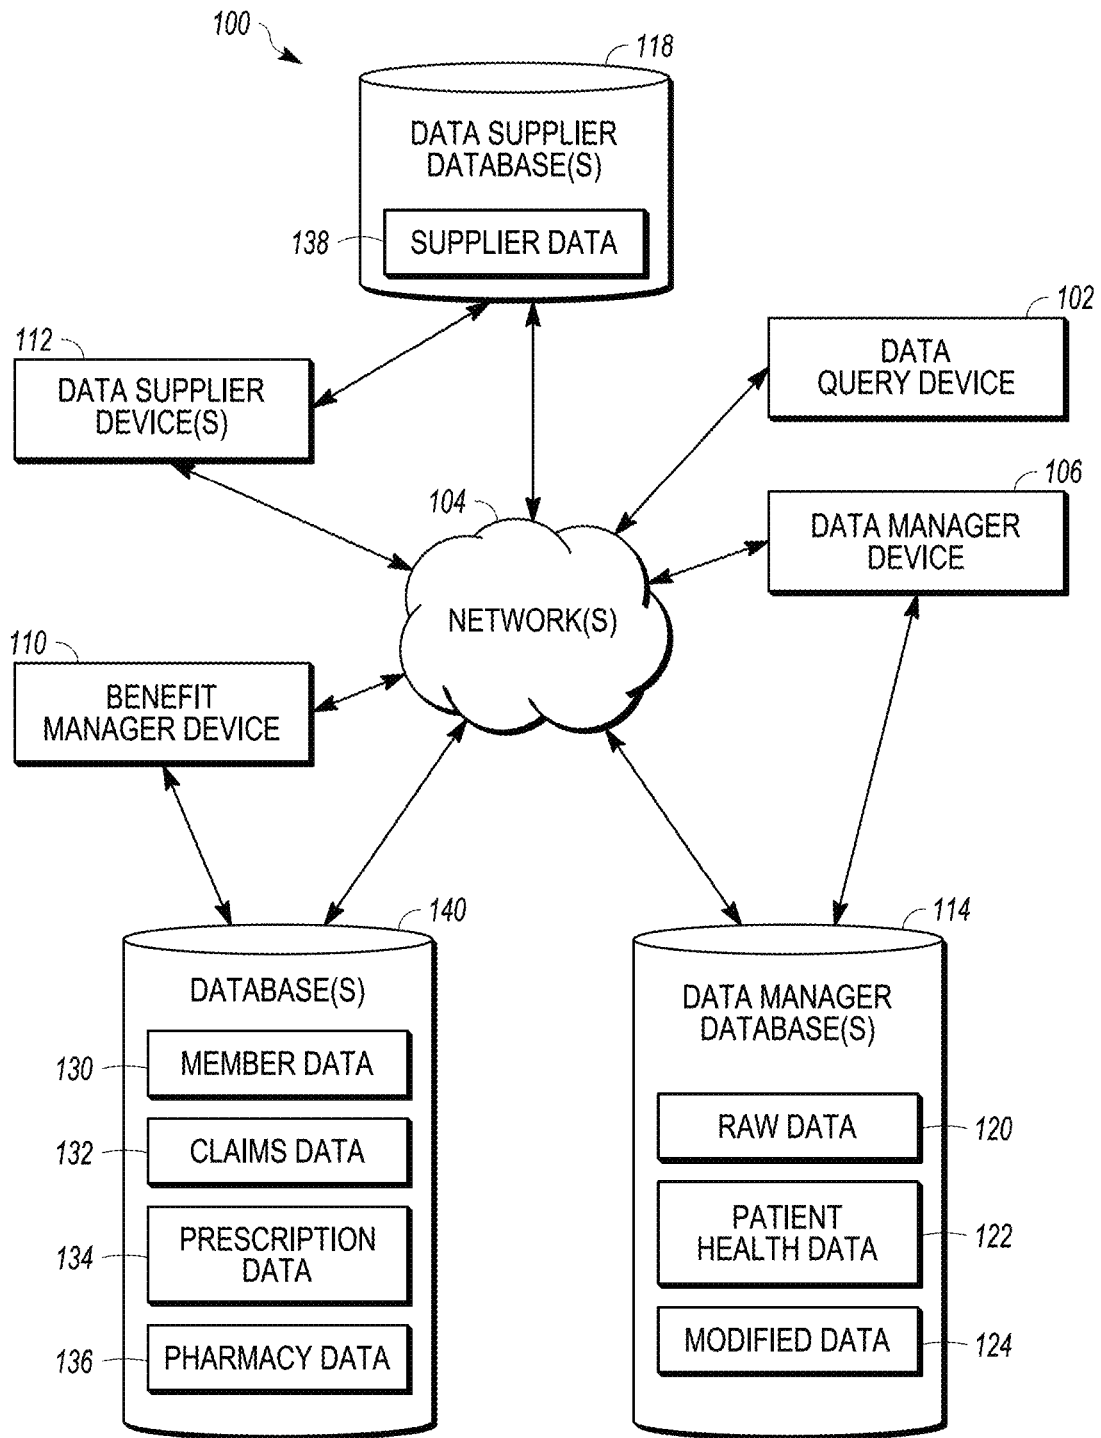 100
118
DATA SUPPLIER
DATABASE(S)
138
SUPPLIER DATA
102
DATA
QUERY DEVICE
112
DATA SUPPLIER
DEVICE(S)
106
DATA MANAGER
DEVICE
104
NETWORK(S)
110
BENEFIT
MANAGER DEVICE
140
DATABASE(S)
130
MEMBER DATA
132
CLAIMS DATA
134
PRESCRIPTION
DATA
136
PHARMACY DATA
114
DATA MANAGER
DATABASE(S)
RAW DATA
120
PATIENT
HEALTH DATA
122
MODIFIED DATA
124